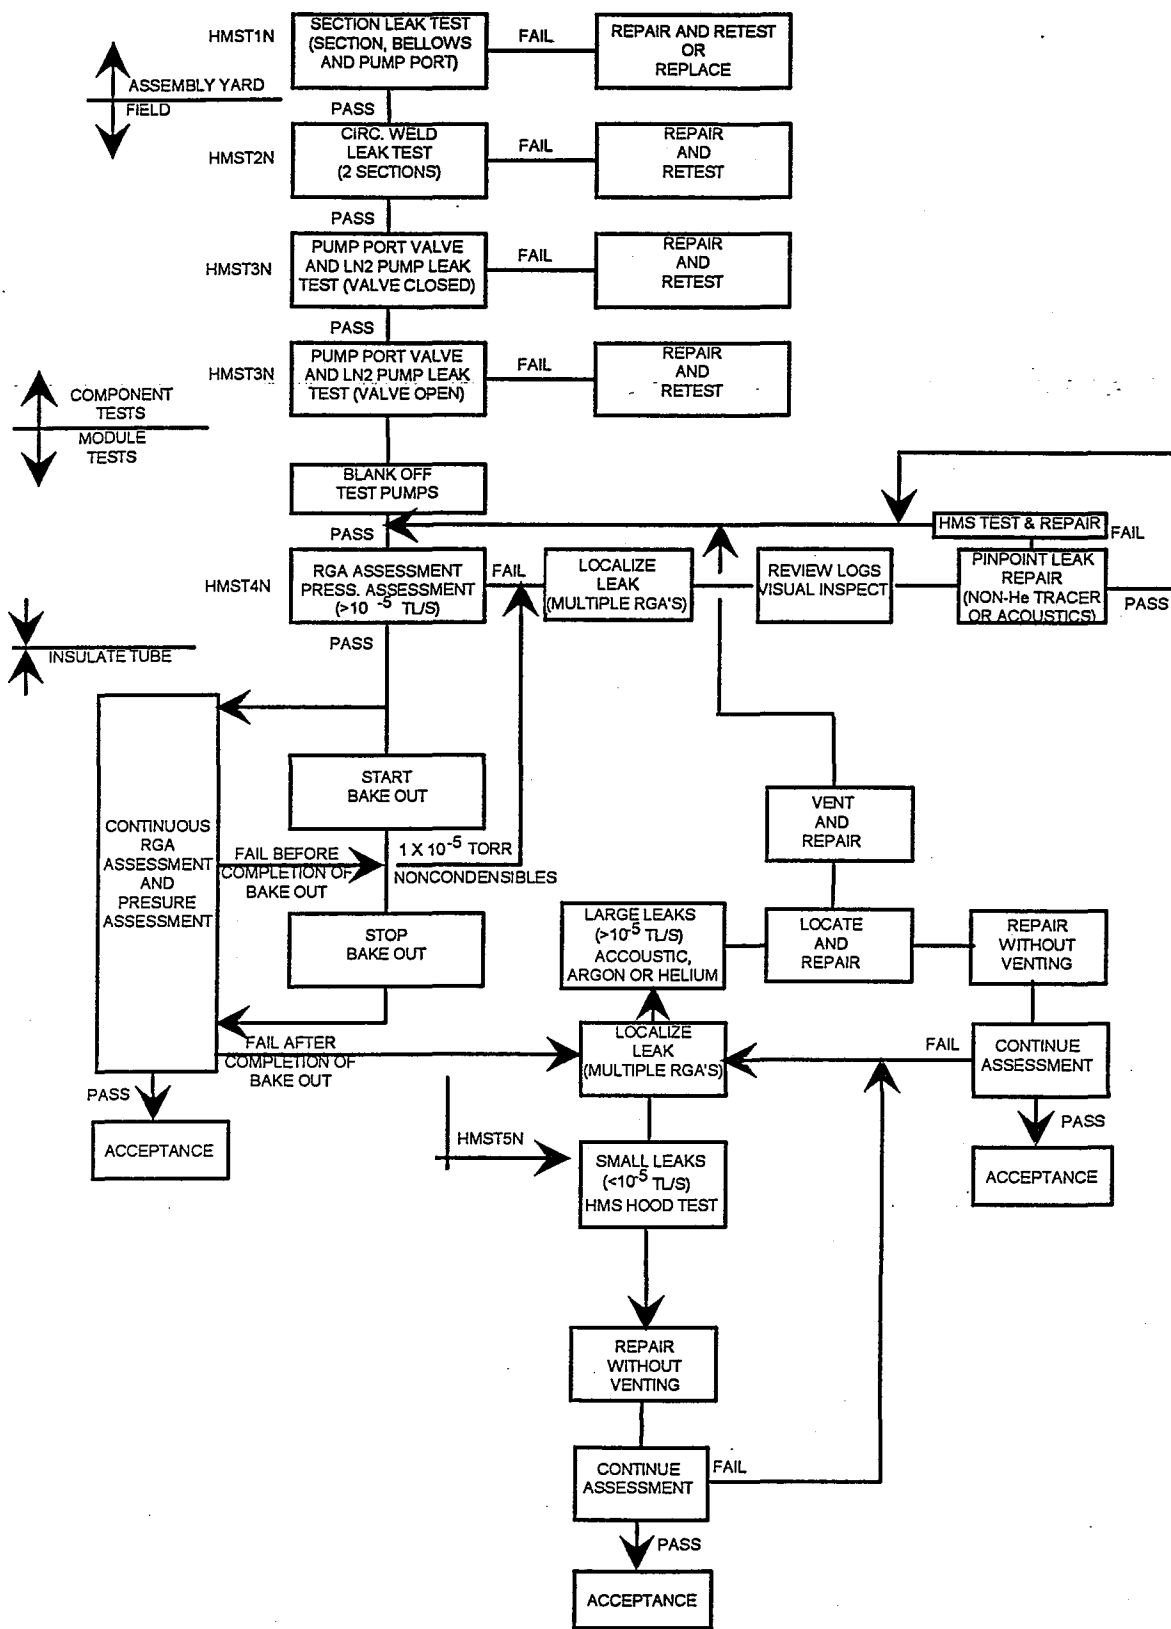 HMST1N
SECTION LEAK TEST
(SECTION, BELLOWS
AND PUMP PORT)
FAIL
REPAIR AND RETEST
OR
REPLACE
ASSEMBLY YARD
FIELD
PASS
HMST2N
CIRC. WELD
LEAK TEST
(2 SECTIONS)
FAIL
REPAIR
AND
RETEST
PASS
HMST3N
PUMP PORT VALVE
AND LN2 PUMP LEAK
TEST (VALVE CLOSED)
FAIL
REPAIR
AND
RETEST
PASS
HMST3N
PUMP PORT VALVE
AND LN2 PUMP LEAK
TEST (VALVE OPEN)
FAIL
REPAIR
AND
RETEST
COMPONENT
TESTS
MODULE
TESTS
BLANK OFF
TEST PUMPS
PASS
HMS TEST & REPAIR
FAIL
HMST4N
RGA ASSESSMENT
PRESS. ASSESSMENT
(>10 -5 TL/S)
FAIL
LOCALIZE
LEAK
(MULTIPLE RGA'S)
REVIEW LOGS
VISUAL INSPECT
PINPOINT LEAK
REPAIR
(NON-He TRACER
OR ACOUSTICS)
PASS
PASS
INSULATE TUBE
START
BAKE OUT
VENT
AND
REPAIR
CONTINUOUS
RGA
ASSESSMENT
AND
PRESURE
ASSESSMENT
FAIL BEFORE
COMPLETION OF
BAKE OUT
1 X 10-5 TORR
NONCONDENSIBLES
STOP
BAKE OUT
LARGE LEAKS
(>10-5 TL/S)
ACCOUSTIC,
ARGON OR HELIUM
LOCATE
AND
REPAIR
REPAIR
WITHOUT
VENTING
FAIL AFTER
COMPLETION OF
BAKE OUT
LOCALIZE
LEAK
(MULTIPLE RGA'S)
FAIL
CONTINUE
ASSESSMENT
PASS
ACCEPTANCE
HMST5N
SMALL LEAKS
(<10-5 TL/S)
HMS HOOD TEST
PASS
ACCEPTANCE
REPAIR
WITHOUT
VENTING
CONTINUE
ASSESSMENT
FAIL
PASS
ACCEPTANCE